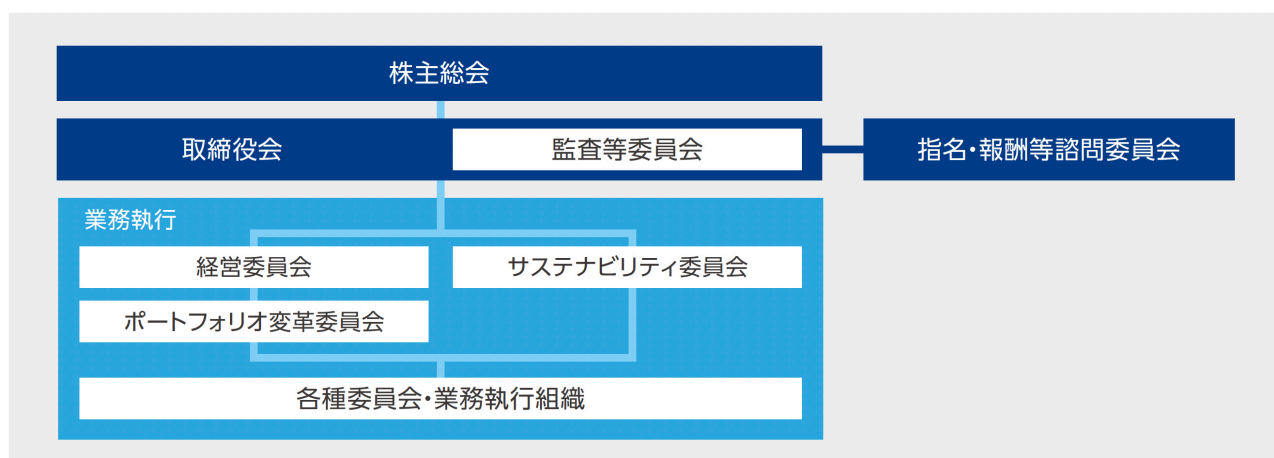 株主総会
取締役会
監査等委員会
指名・報酬等諮問委員会
業務執行
経営委員会
サステナビリティ委員会
ポートフォリオ変革委員会
各種委員会・業務執行組織